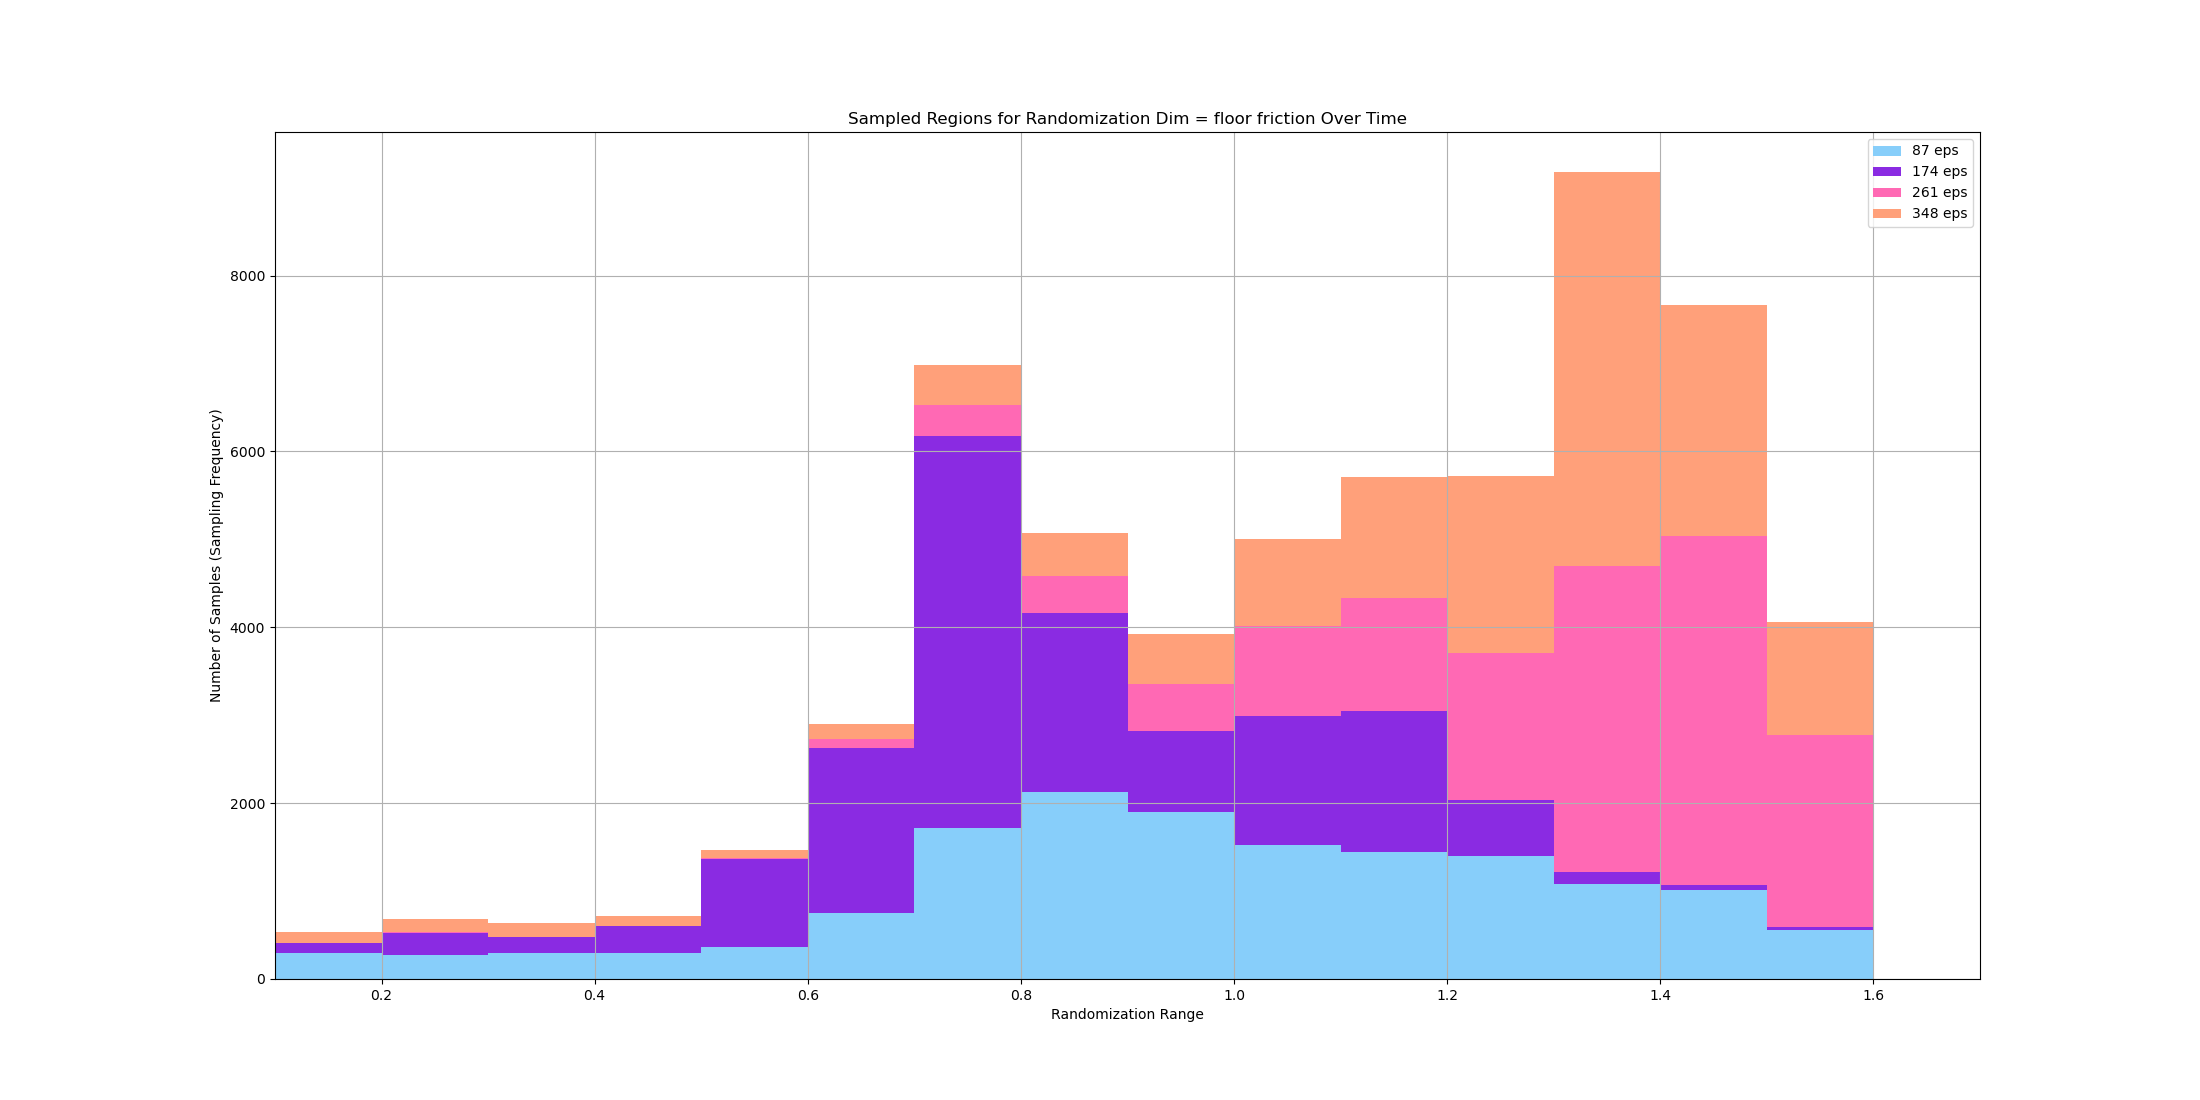 Sampled Regions for Randomization Dim = floor friction Over Time
87 eps
174 eps
261 eps
348 eps
Number of Samples (Sampling Frequency)
8000
6000
4000
2000
0
0.2 0.4 0.6 0.8 1.0 1.2 1.4 1.6
Randomization Range